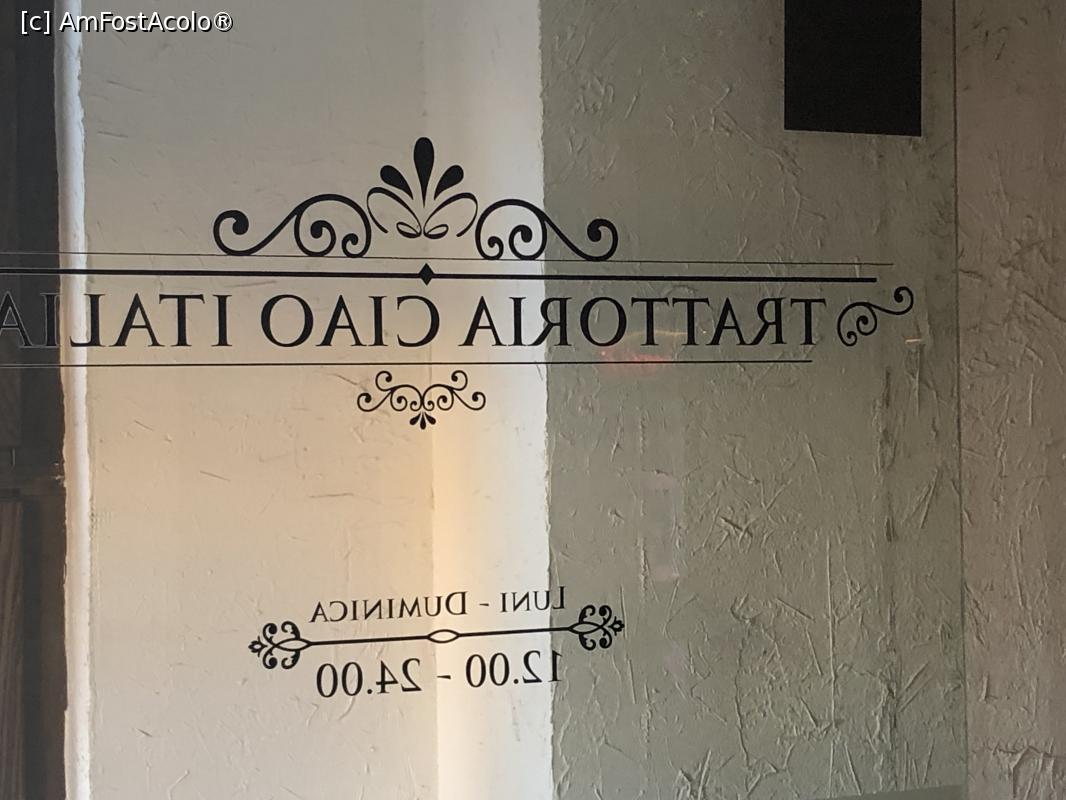 [c] AmFostAcolo®
TRATTORIA CIAO ITALIA
LUNI - DUMINICA
12.00 - 24.00